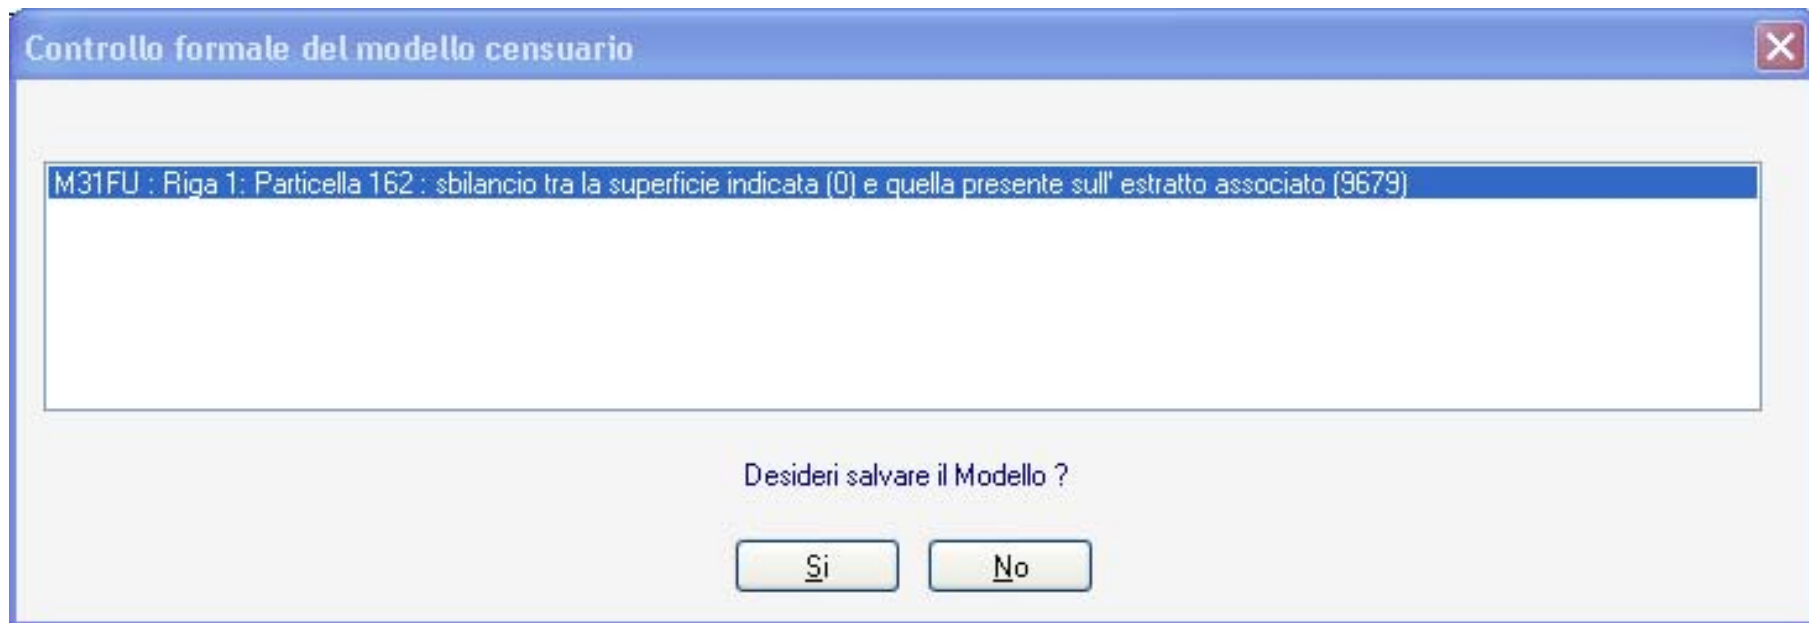 Controllo formale del modello censuario
M31FU : Riga 1: Particella 162 : sbilancio tra la superficie indicata (0) e quella presente sull' estratto associato (9679)
Desideri salvare il Modello ?
Si
No